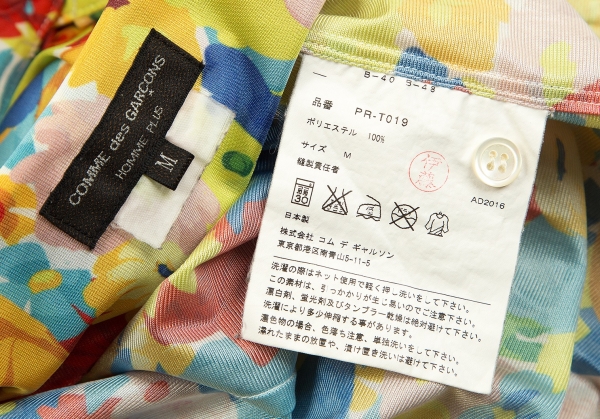 COMME des GARÇONS
HOMME PLUS
M
B-40 3-48
品番 PR-T019
ポリエステル 100%
サイズ M
縫製責任者
伊藤
AD2016
30
日本製
株式会社 コム デ ギャルソン
東京都港区南青山5-11-5
洗濯の際はネット使用で軽く押し洗いをして下さい。
この素材は、引っかかりが生じ易いのでご注意下さい。
漂白剤、蛍光剤及びタンブラー乾燥は絶対避けて下さい。
洗濯により多少伸縮する事があります。
濃色物の場合、色落ち注意、単独洗いをして下さい。
濡れたままの放置や、漬け置き洗いは避けて下さい。